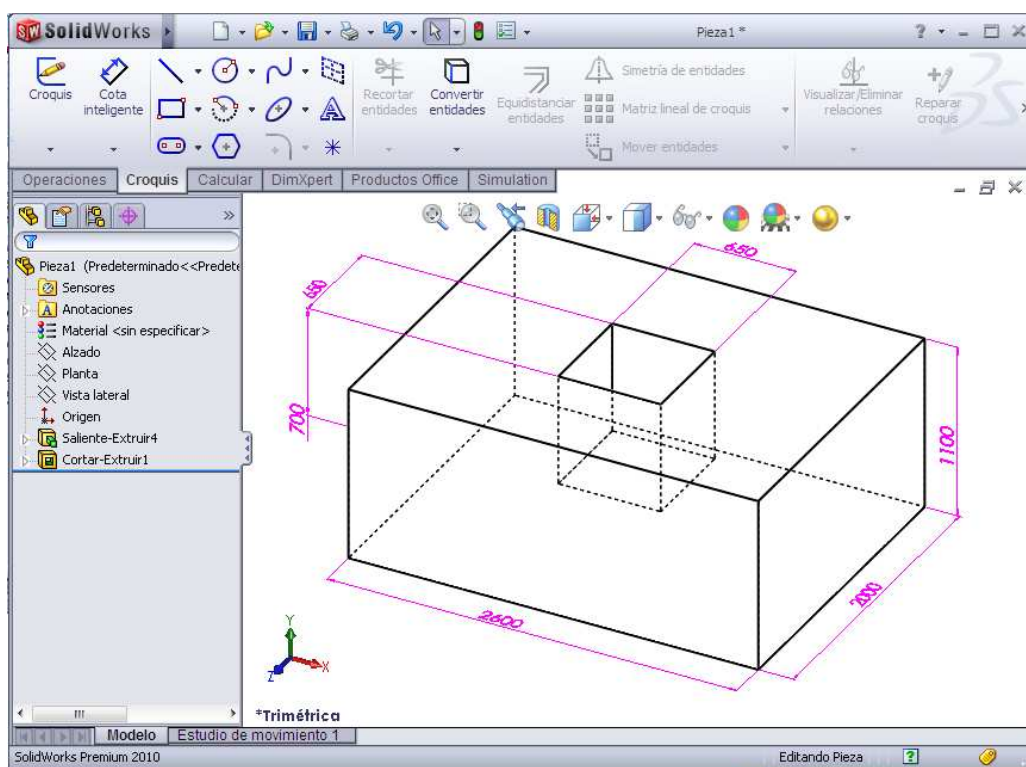 SolidWorks
Pieza1 *
Croquis
Cota inteligente
Recortar entidades
Convertir entidades
Equidistanciar entidades
Simetría de entidades
Matriz lineal de croquis
Mover entidades
Visualizar/Eliminar relaciones
Reparar croquis
Operaciones Croquis Calcular DimXpert Productos Office Simulation
Pieza1 (Predeterminado<<Predete
Sensores
Anotaciones
Material <sin especificar>
Alzado
Planta
Vista lateral
Origen
Saliente-Extruir4
Cortar-Extruir1
650
700
1100
2000
2600
Y
X
Z
*Trimétrica
Modelo Estudio de movimiento 1
SolidWorks Premium 2010 Editando Pieza